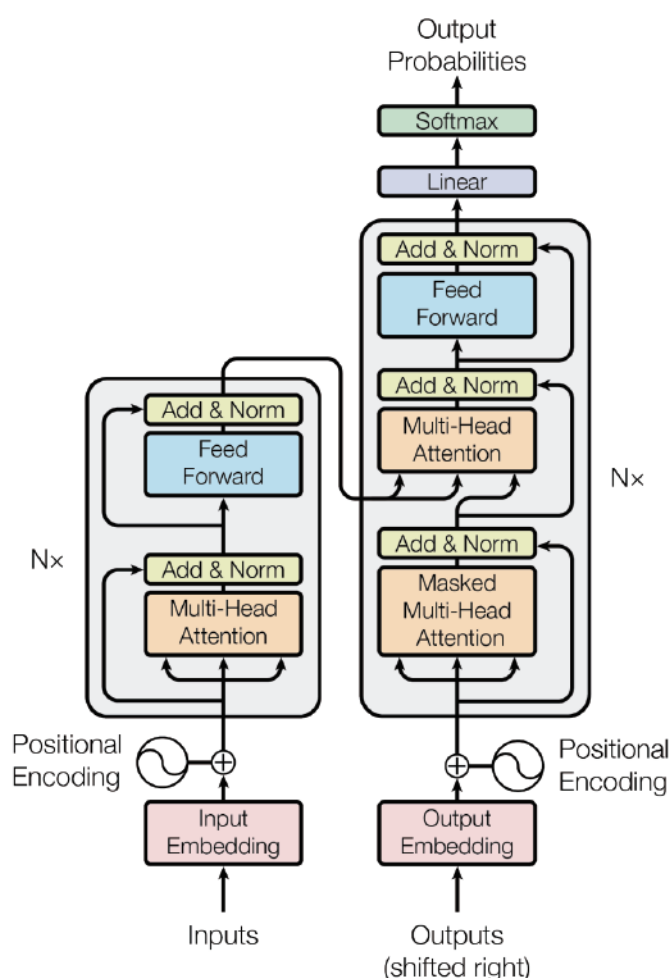 Output
Probabilities
Softmax
Linear
Add & Norm
Feed
Forward
Add & Norm
Multi-Head
Attention
Add & Norm
Masked
Multi-Head
Attention
N×
Positional
Encoding
Output
Embedding
Outputs
(shifted right)
Add & Norm
Feed
Forward
Add & Norm
Multi-Head
Attention
N×
Positional
Encoding
Input
Embedding
Inputs